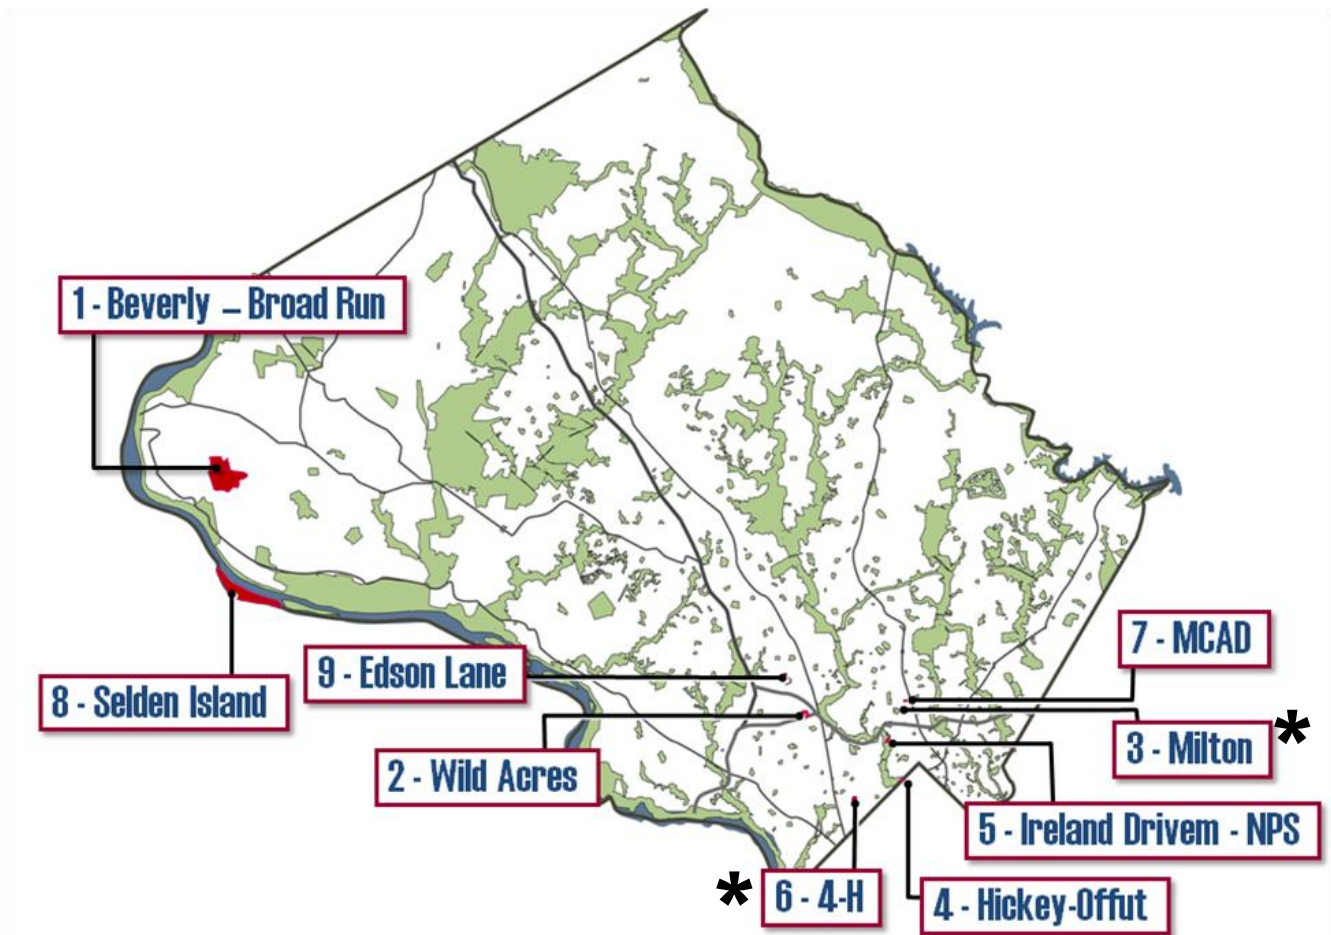 1 - Beverly – Broad Run
7 - MCAD
9 - Edson Lane
8 - Selden Island
3 - Milton *
2 - Wild Acres
5 - Ireland Drivem - NPS
* 6 - 4-H
4 - Hickey-Offut